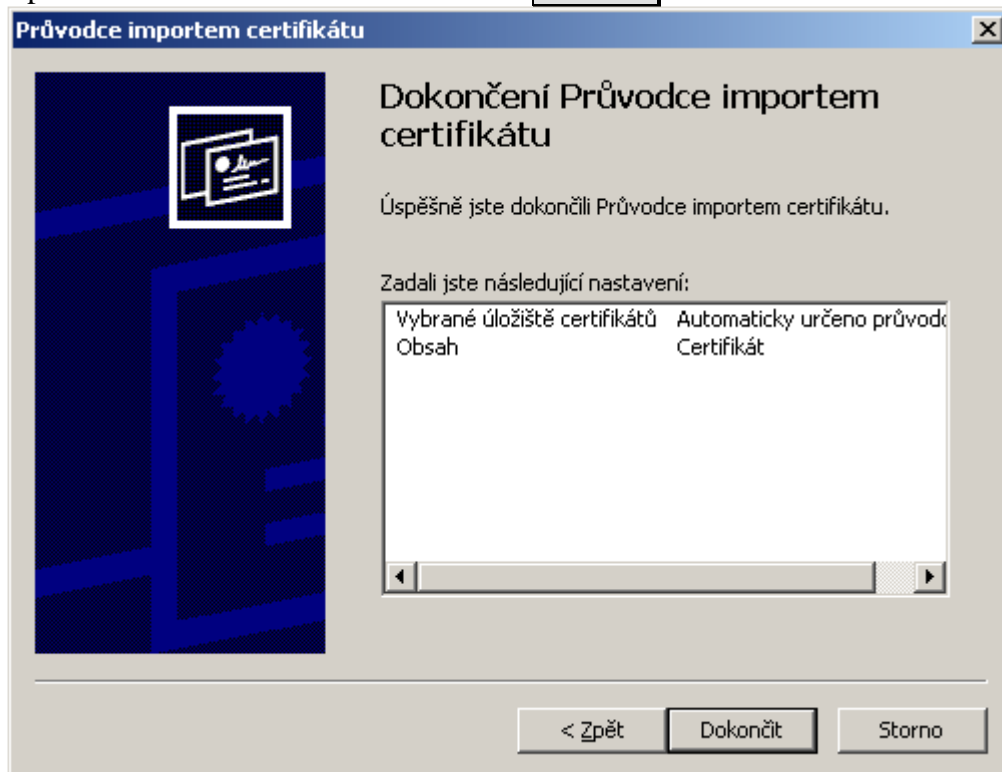 Průvodce importem certifikátu
Dokončení Průvodce importem
certifikátu
Úspěšně jste dokončili Průvodce importem certifikátu.
Zadali jste následující nastavení:
Vybrané úložiště certifikátů Automaticky určeno
Obsah Certifikát
< Zpět Dokončit Storno